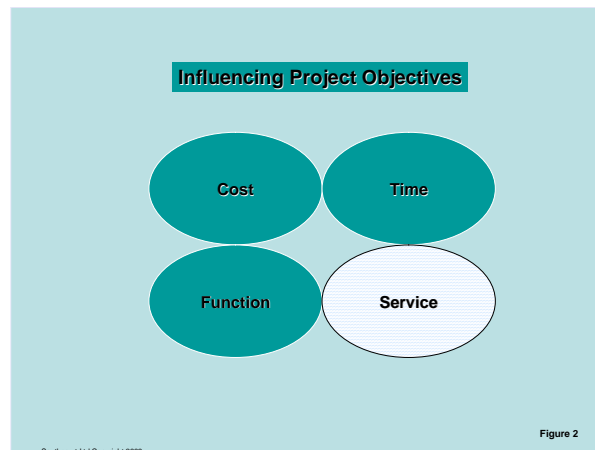 Influencing Project Objectives
Cost
Time
Function
Service
Figure 2